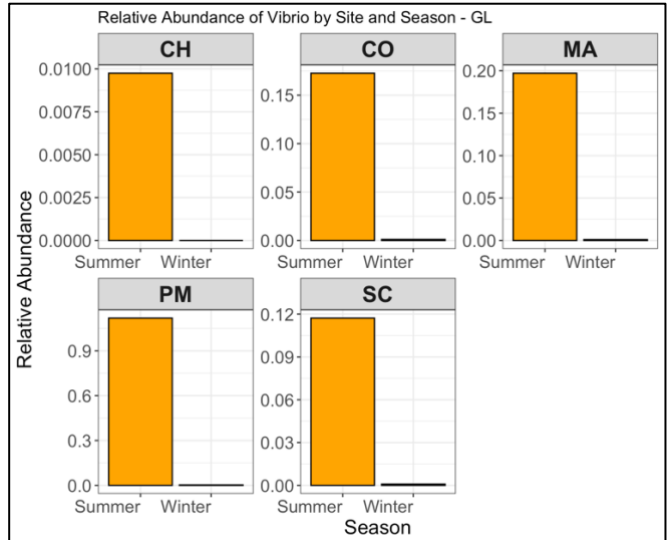 Relative Abundance of Vibrio by Site and Season - GL
CH
CO
MA
0.0100
0.0075
0.0050
0.0025
0.0000
0.15
0.10
0.05
0.00
0.20
0.15
0.10
0.05
0.00
Summer Winter
Summer Winter
Summer Winter
PM
SC
0.9
0.6
0.3
0.0
0.12
0.09
0.06
0.03
0.00
Summer Winter
Summer Winter
Relative Abundance
Season